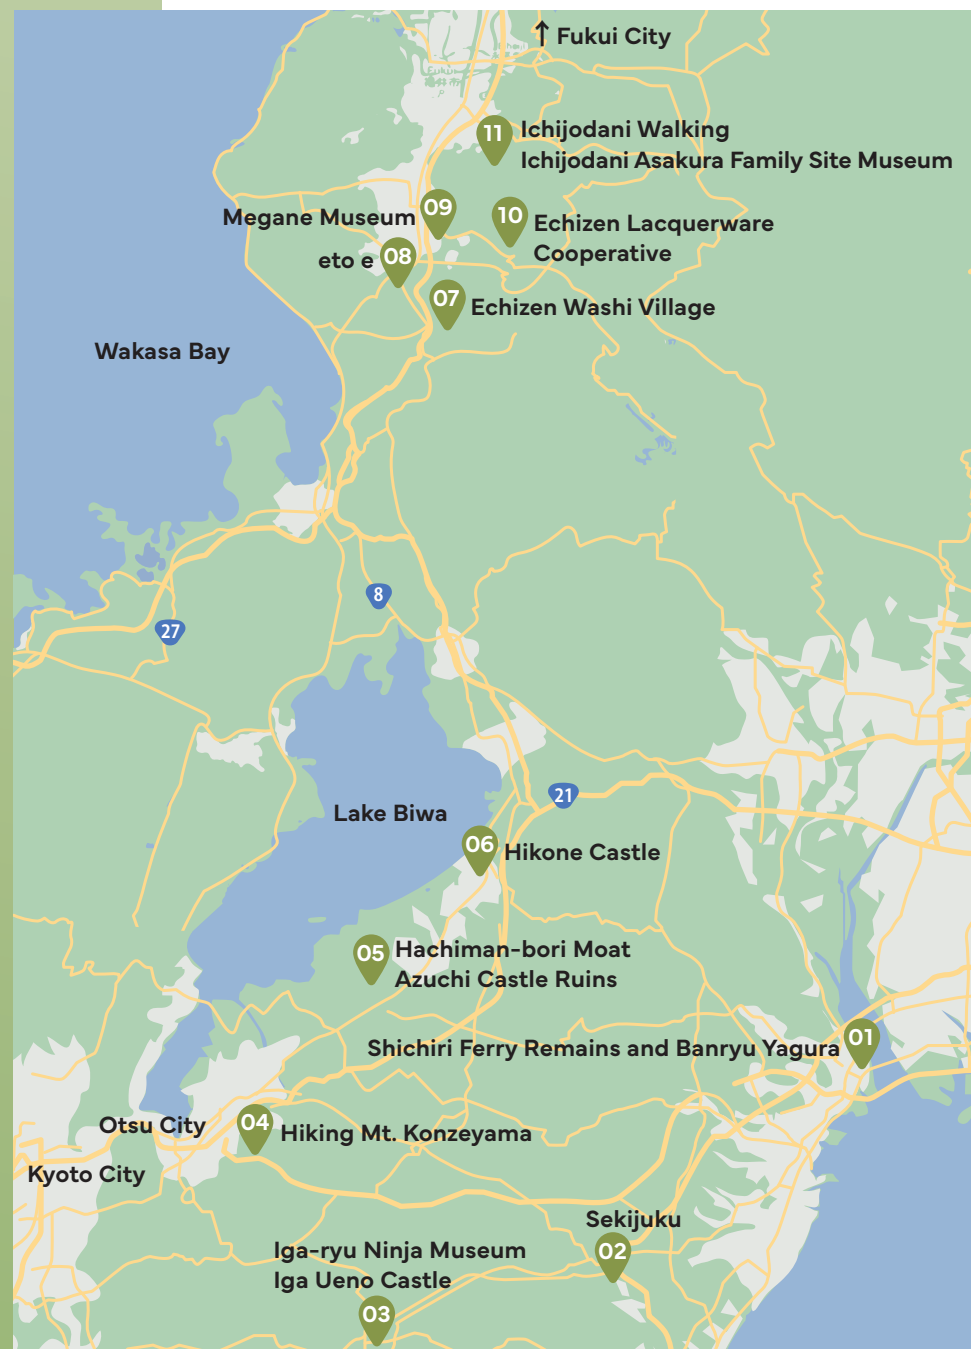 ↑ Fukui City
11 Ichijodani Walking
Ichijodani Asakura Family Site Museum
Megane Museum 09
10 Echizen Lacquerware
Cooperative
eto e 08
07 Echizen Washi Village
Wakasa Bay
8
27
21
Lake Biwa
06 Hikone Castle
05 Hachiman-bori Moat
Azuchi Castle Ruins
Shichiri Ferry Remains and Banryu Yagura 01
Otsu City
04 Hiking Mt. Konzeyama
Kyoto City
Sekijuku
02
Iga-ryu Ninja Museum
Iga Ueno Castle
03